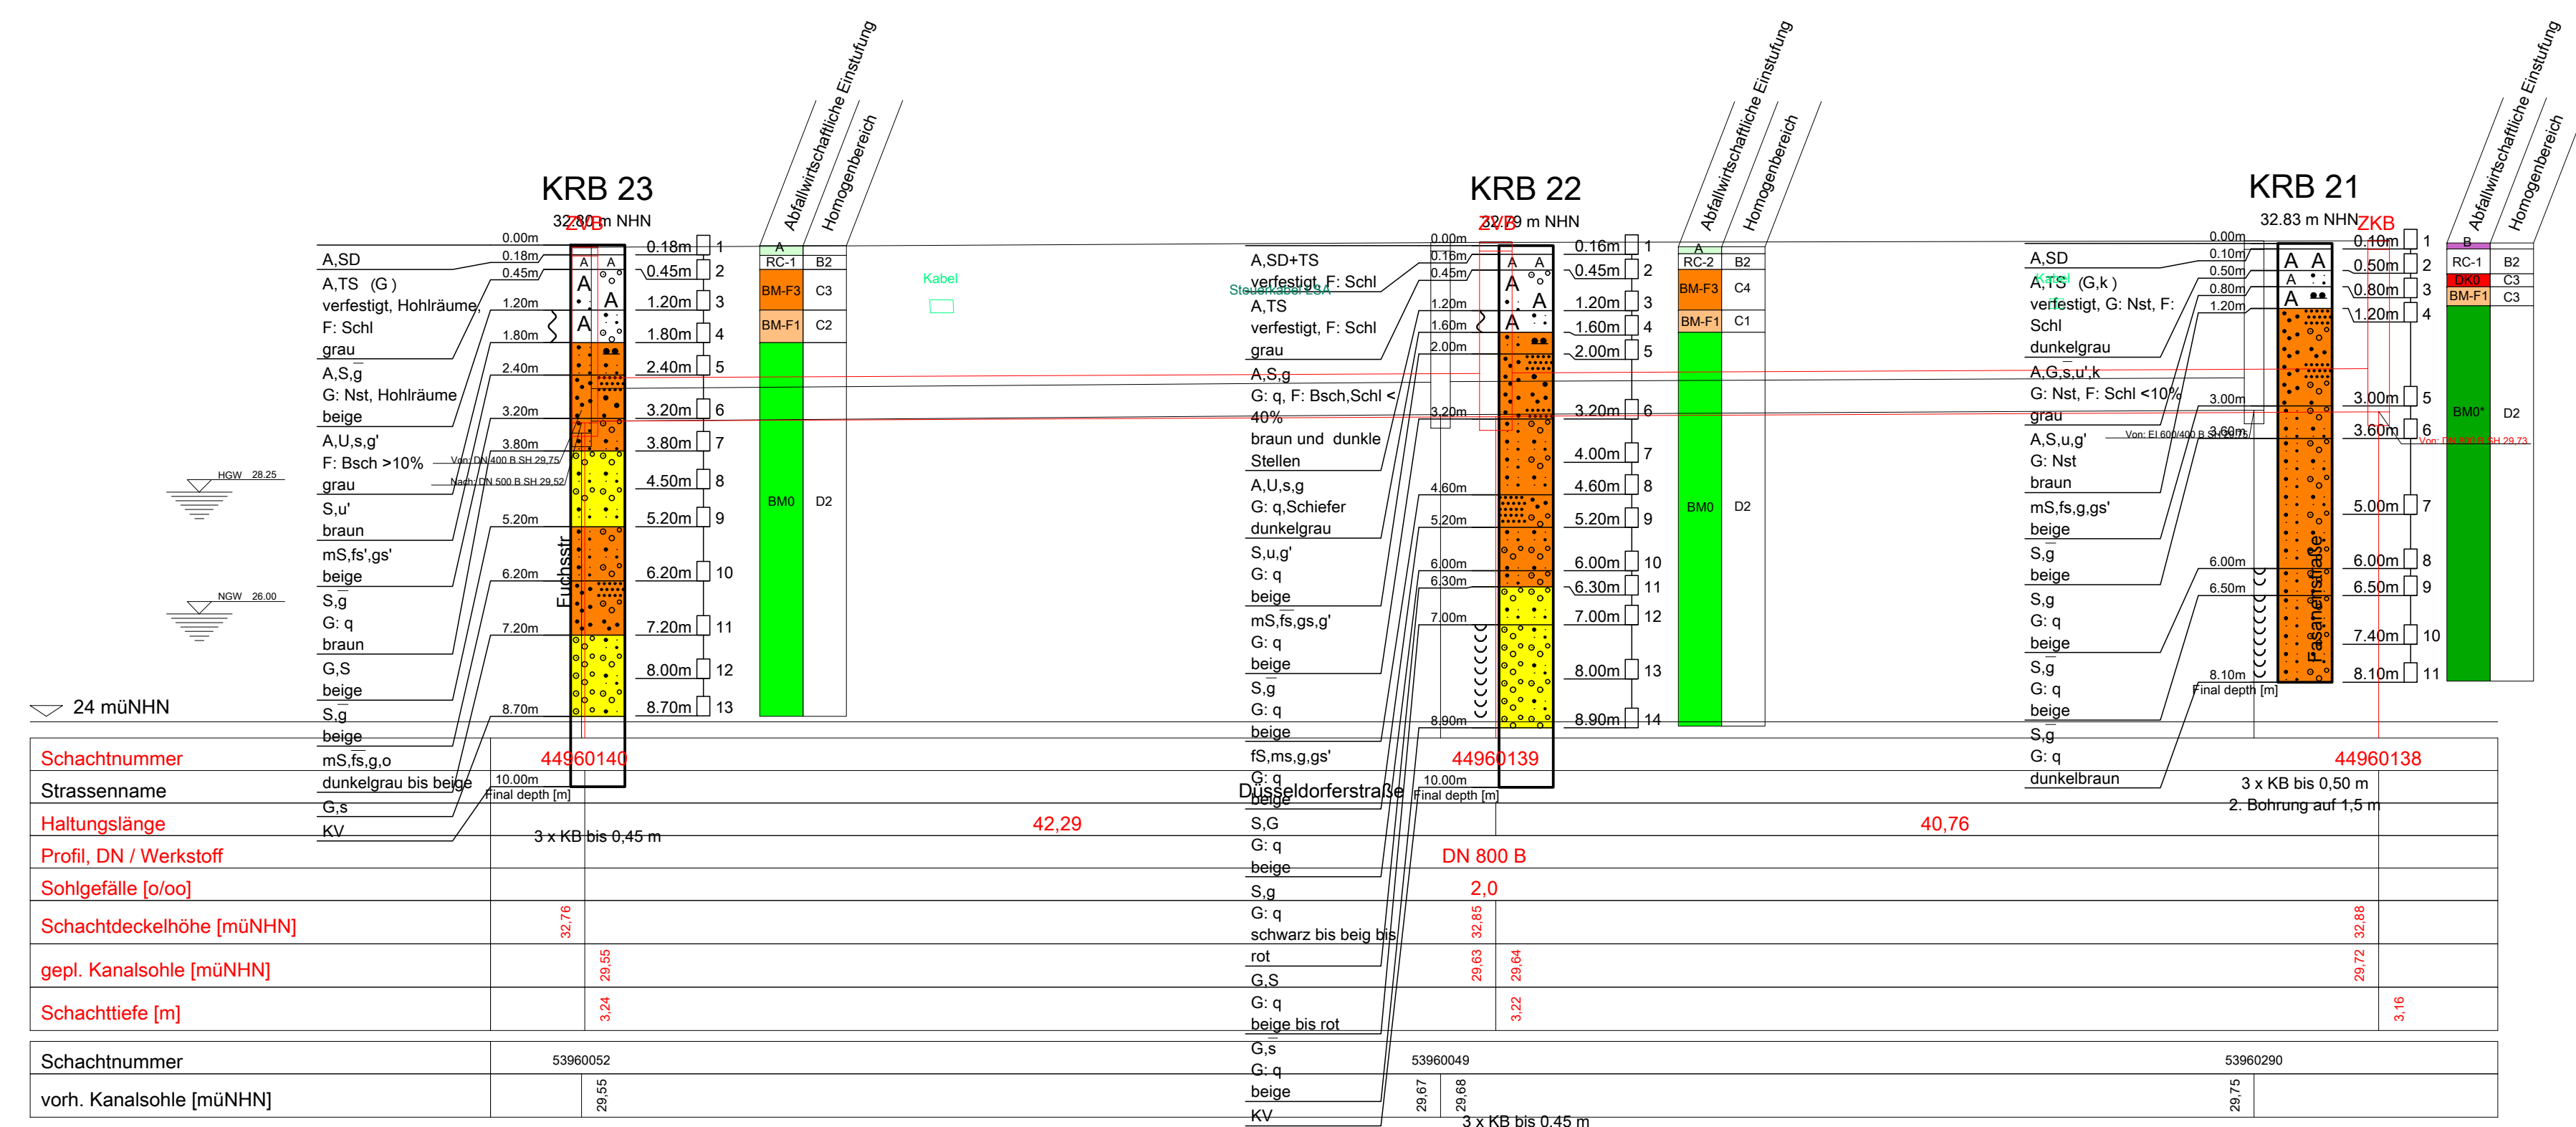 KRB 23
32.80 m NHN
ZVB
Abfallwirtschaftliche Einstufung
Homogenbereich
0.00m
0.18m
0.45m
1.20m
1.80m
2.40m
3.20m
3.80m
5.20m
6.20m
7.20m
8.70m
10.00m
Final depth [m]
A,SD
A,TS (G )
verfestigt, Hohlräume,
F: Schl
grau
A,S,g̅
G: Nst, Hohlräume
beige
A,U,s,g'
F: Bsch >10%
grau
S,u'
braun
mS,fs',gs'
beige
S,g̅
G: q
braun
G,S
beige
S,g̅
beige
mS,f̅s̅,g,o
dunkelgrau bis beige
G,s
KV
A A
A
A
A
0.18m 1
0.45m 2
1.20m 3
1.80m 4
2.40m 5
3.20m 6
3.80m 7
4.50m 8
5.20m 9
6.20m 10
7.20m 11
8.00m 12
8.70m 13
A
RC-1 B2
BM-F3 C3
BM-F1 C2
BM0 D2
Von: DN 400 B SH 29,75
Nach: DN 500 B SH 29,52
Fuchsstr
3 x KB bis 0,45 m
HGW 28.25
NGW 26.00
24 müNHN
Kabel
Steuerkabel LSA
KRB 22
32.79 m NHN
ZVB
Abfallwirtschaftliche Einstufung
Homogenbereich
0.00m
0.16m
0.45m
1.20m
1.60m
2.00m
3.20m
4.60m
5.20m
6.00m
6.30m
7.00m
8.90m
10.00m
Final depth [m]
A,SD+TS
verfestigt, F: Schl
A,TS
verfestigt, F: Schl
grau
A,S,g
G: q, F: Bsch,Schl <
40%
braun und dunkle
Stellen
A,U,s,g
G: q,Schiefer
dunkelgrau
S,u,g'
G: q
beige
mS,f̅s̅,gs,g'
G: q
beige
S,g̅
G: q
beige
fS,ms,g,gs'
G: q
beige
S,G
G: q
beige
S,g
G: q
schwarz bis beig bis
rot
G,S
G: q
beige bis rot
G,s̅
G: q
beige
KV
A A
A
A
A
0.16m 1
0.45m 2
1.20m 3
1.60m 4
2.00m 5
3.20m 6
4.00m 7
4.60m 8
5.20m 9
6.00m 10
6.30m 11
7.00m 12
8.00m 13
8.90m 14
A
RC-2 B2
BM-F3 C4
BM-F1 C1
BM0 D2
3 x KB bis 0,45 m
KRB 21
32.83 m NHN
ZKB
Abfallwirtschaftliche Einstufung
Homogenbereich
0.00m
0.10m
0.50m
0.80m
1.20m
3.00m
3.60m
6.00m
6.50m
8.10m
Final depth [m]
Kabel
A,SD
A,TS (G,k )
verfestigt, G: Nst, F:
Schl
dunkelgrau
A,G,s̅,u',k
G: Nst, F: Schl <10%
grau
A,S,u,g'
G: Nst
braun
mS,fs,g,gs'
beige
S,g̅
beige
S,g
G: q
beige
S,g̅
G: q
beige
S,g̅
G: q
dunkelbraun
A A
A
A
0.10m 1
0.50m 2
0.80m 3
1.20m 4
3.00m 5
3.60m 6
5.00m 7
6.00m 8
6.50m 9
7.40m 10
8.10m 11
B
RC-1 B2
DK0 C3
BM-F1 C3
BM0* D2
Von: EI 600/400 B SH 29,75
Von: DN 800 B SH 29,73
Fasanenstraße
3 x KB bis 0,50 m
2. Bohrung auf 1,5 m
Schachtnummer 44960140 44960139 44960138
Strassenname Düsseldorferstraße
Haltungslänge 42,29 40,76
Profil, DN / Werkstoff DN 800 B
Sohlgefälle [o/oo] 2,0
Schachtdeckelhöhe [müNHN] 32,76 32,85 32,88
gepl. Kanalsohle [müNHN] 29,55 29,63 29,64 29,72
Schachttiefe [m] 3,24 3,22 3,16
Schachtnummer 53960052 53960049 53960290
vorh. Kanalsohle [müNHN] 29,55 29,67 29,68 29,75